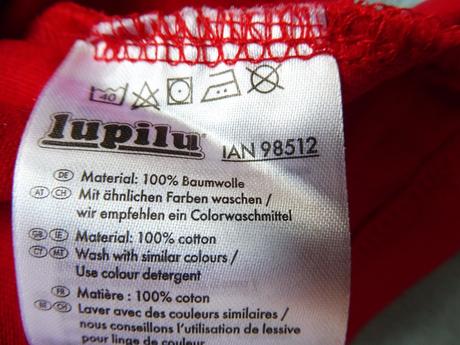 40
lupilu IAN 98512
DE Material: 100% Baumwolle
AT CH Mit ähnlichen Farben waschen /
wir empfehlen ein Colorwaschmittel
GB IE Material: 100% cotton
CY MT Wash with similar colours /
Use colour detergent
FR Matière : 100% coton
BE CH Laver avec des couleurs similaires /
nous conseillons l'utilisation de lessive
pour linge de couleur